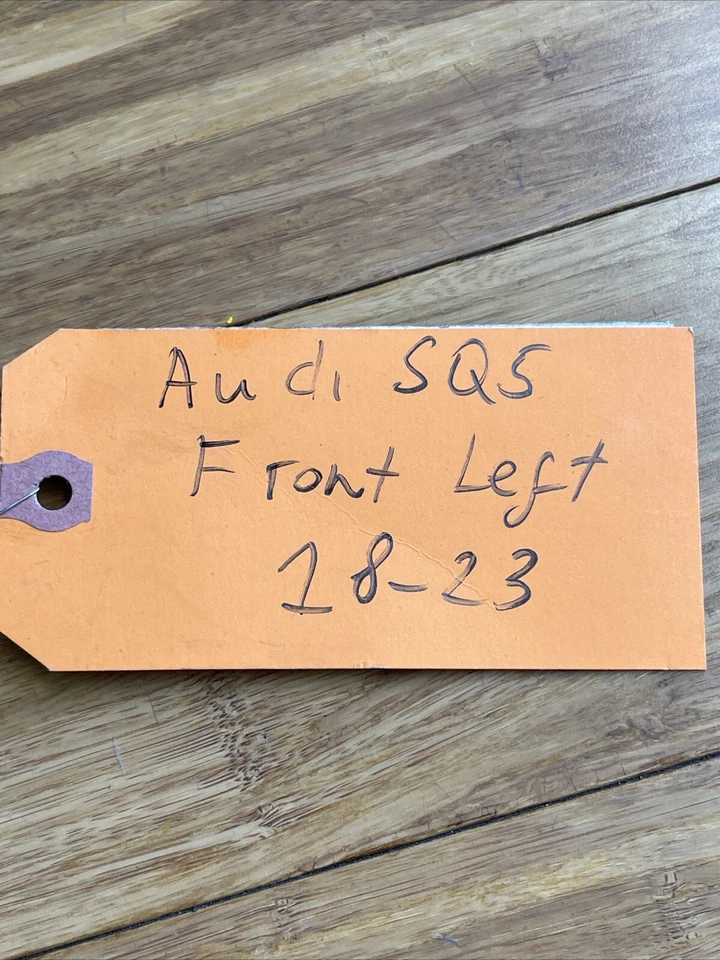 Audi SQ5
Front Left
18-23